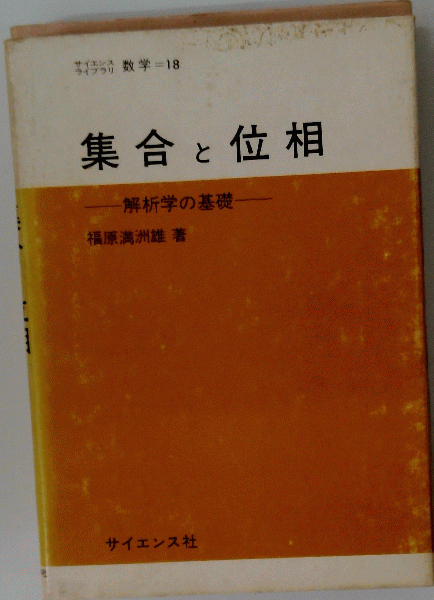 サイエンス
ライブラリ 数学=18
集合と位相
——解析学の基礎——
福原満洲雄 著
サイエンス社